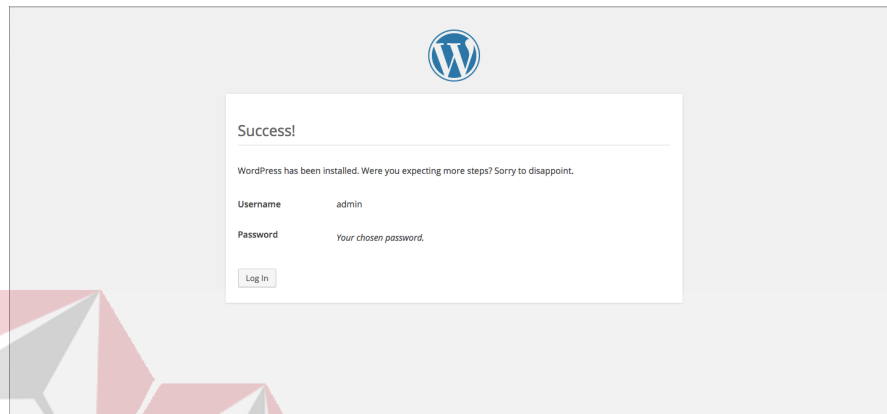 Success!
WordPress has been installed. Were you expecting more steps? Sorry to disappoint.
Username admin
Password Your chosen password.
Log In